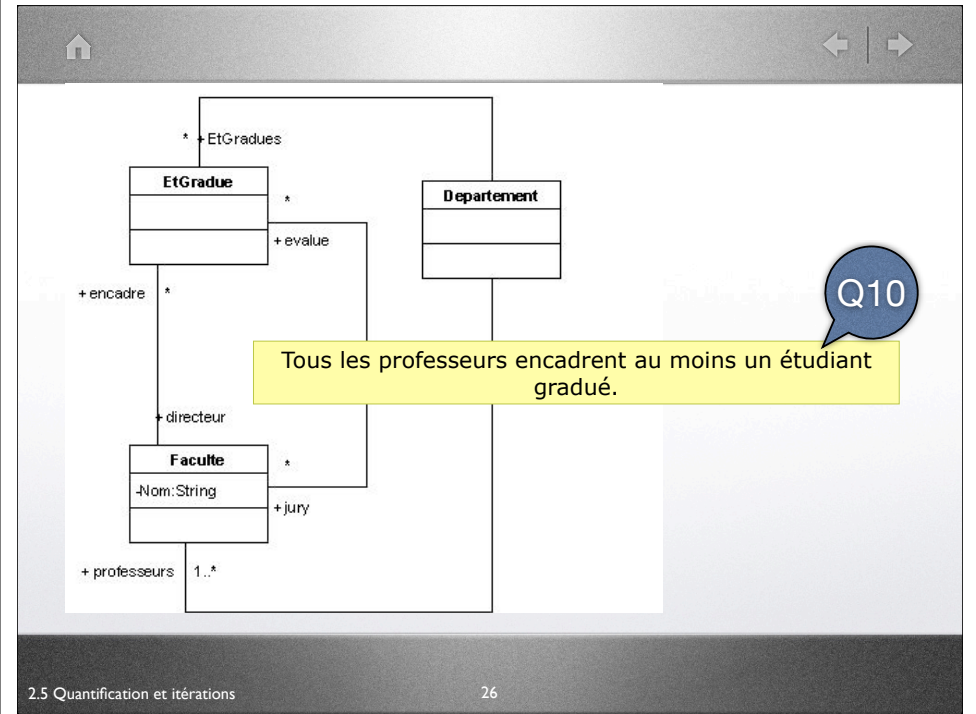 * + EtGradues
EtGradue
*
+ evalue
Departement
+ encadre *
Q10
Tous les professeurs encadrent au moins un étudiant
gradué.
+ directeur
Faculte
-Nom:String
*
+ jury
+ professeurs 1..*
2.5 Quantification et itérations 26